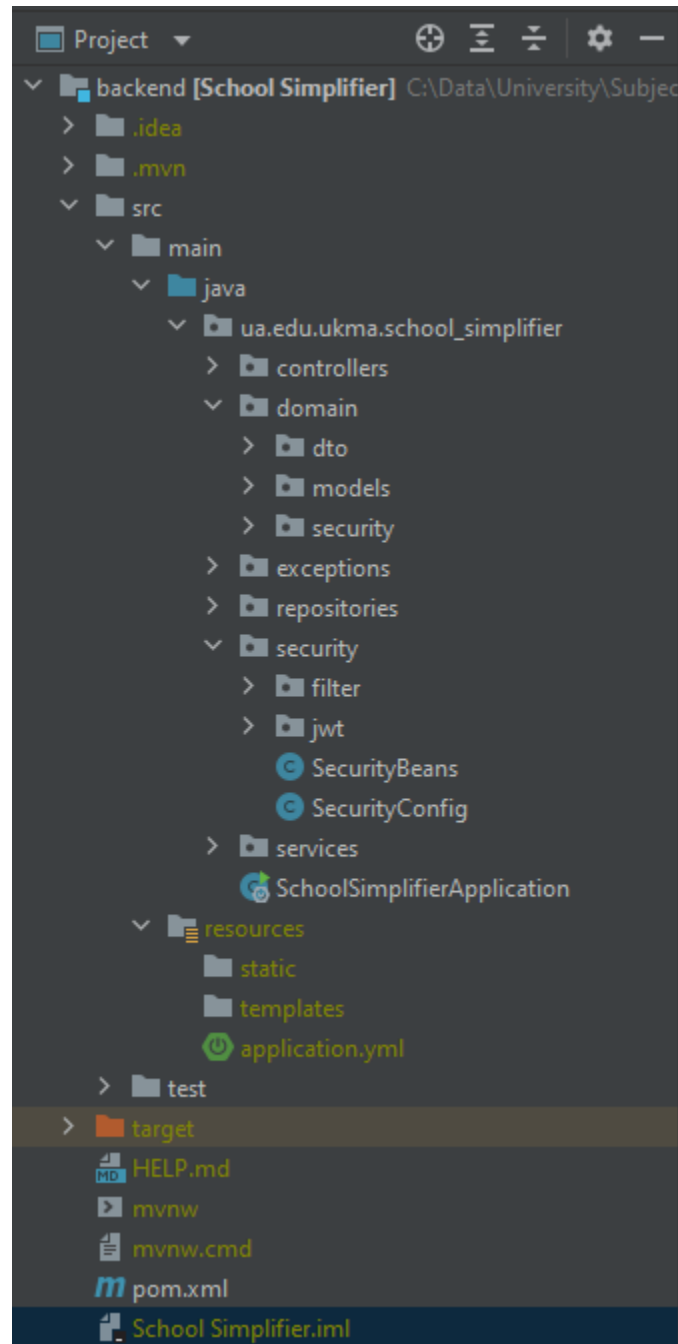 Project
backend [School Simplifier] C:\Data\University\Subjec
.idea
.mvn
src
main
java
ua.edu.ukma.school_simplifier
controllers
domain
dto
models
security
exceptions
repositories
security
filter
jwt
SecurityBeans
SecurityConfig
services
SchoolSimplifierApplication
resources
static
templates
application.yml
test
target
HELP.md
mvnw
mvnw.cmd
pom.xml
School Simplifier.iml